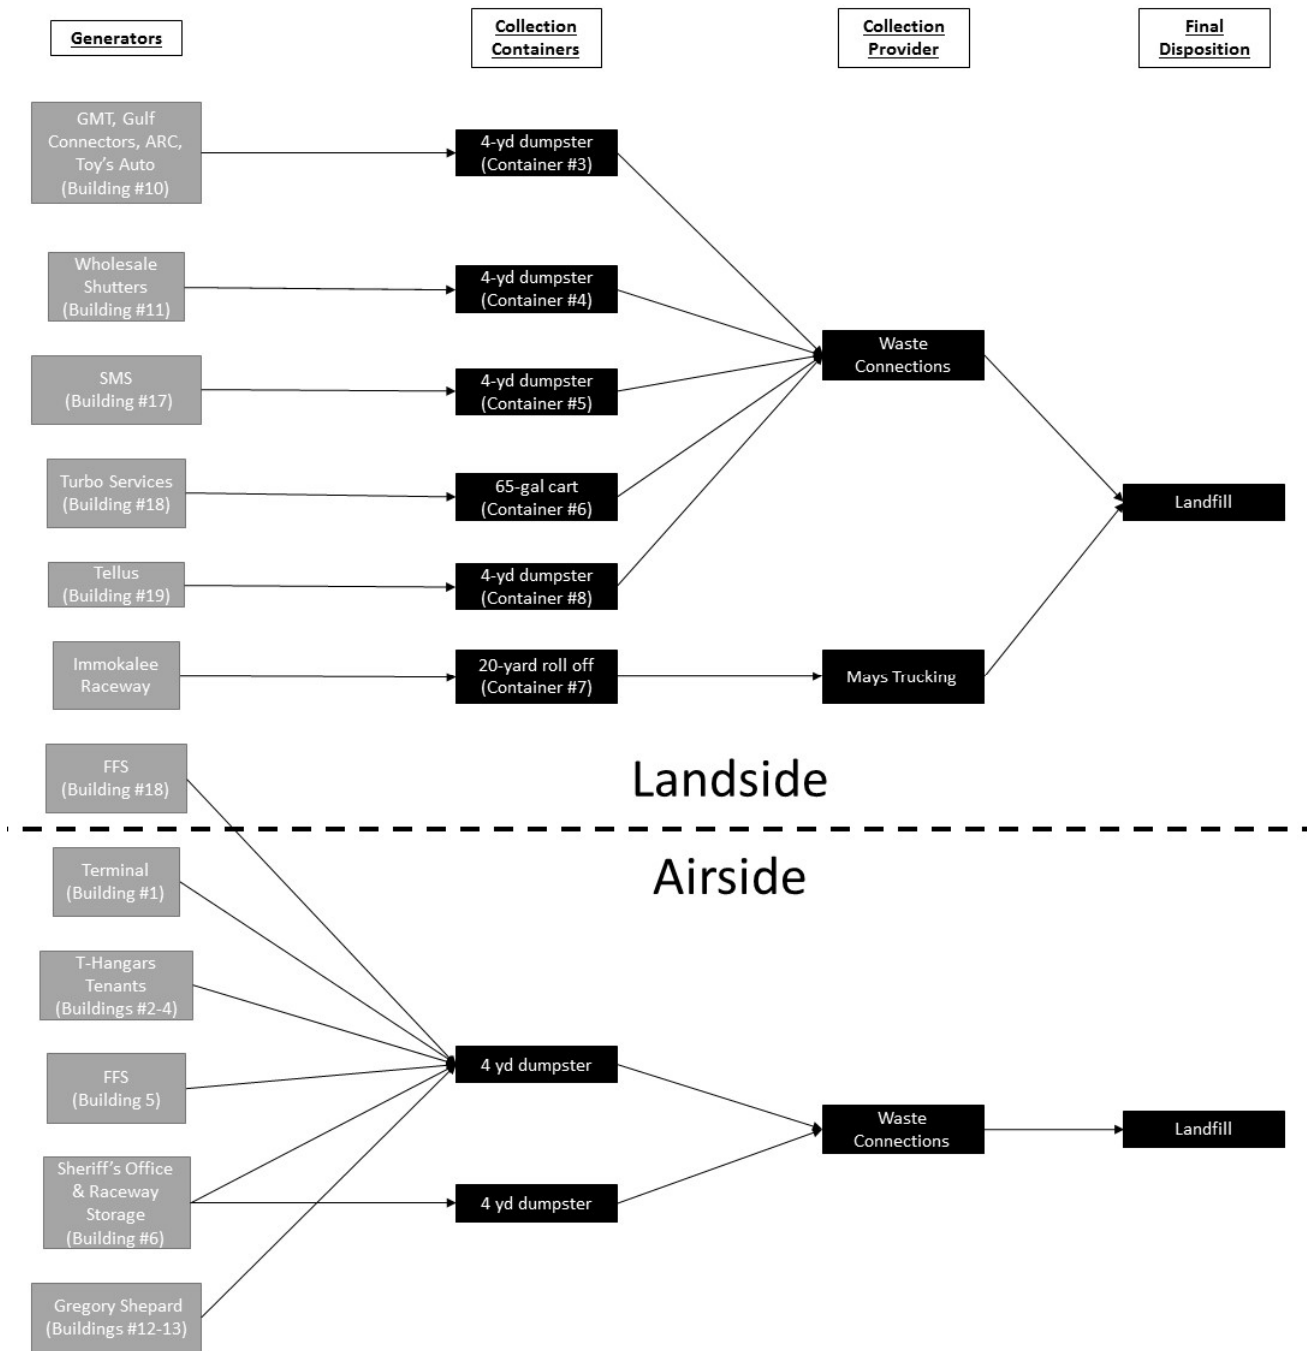 Generators
Collection
Containers
Collection
Provider
Final
Disposition
GMT, Gulf
Connectors, ARC,
Toy's Auto
(Building #10)
4-yd dumpster
(Container #3)
Wholesale
Shutters
(Building #11)
4-yd dumpster
(Container #4)
Waste
Connections
SMS
(Building #17)
4-yd dumpster
(Container #5)
Turbo Services
(Building #18)
65-gal cart
(Container #6)
Landfill
Tellus
(Building #19)
4-yd dumpster
(Container #8)
Immokalee
Raceway
20-yard roll off
(Container #7)
Mays Trucking
FFS
(Building #18)
Landside
Airside
Terminal
(Building #1)
T-Hangars
Tenants
(Buildings #2-4)
FFS
(Building 5)
4 yd dumpster
Waste
Connections
Landfill
Sheriff's Office
& Raceway
Storage
(Building #6)
4 yd dumpster
Gregory Shepard
(Buildings #12-13)